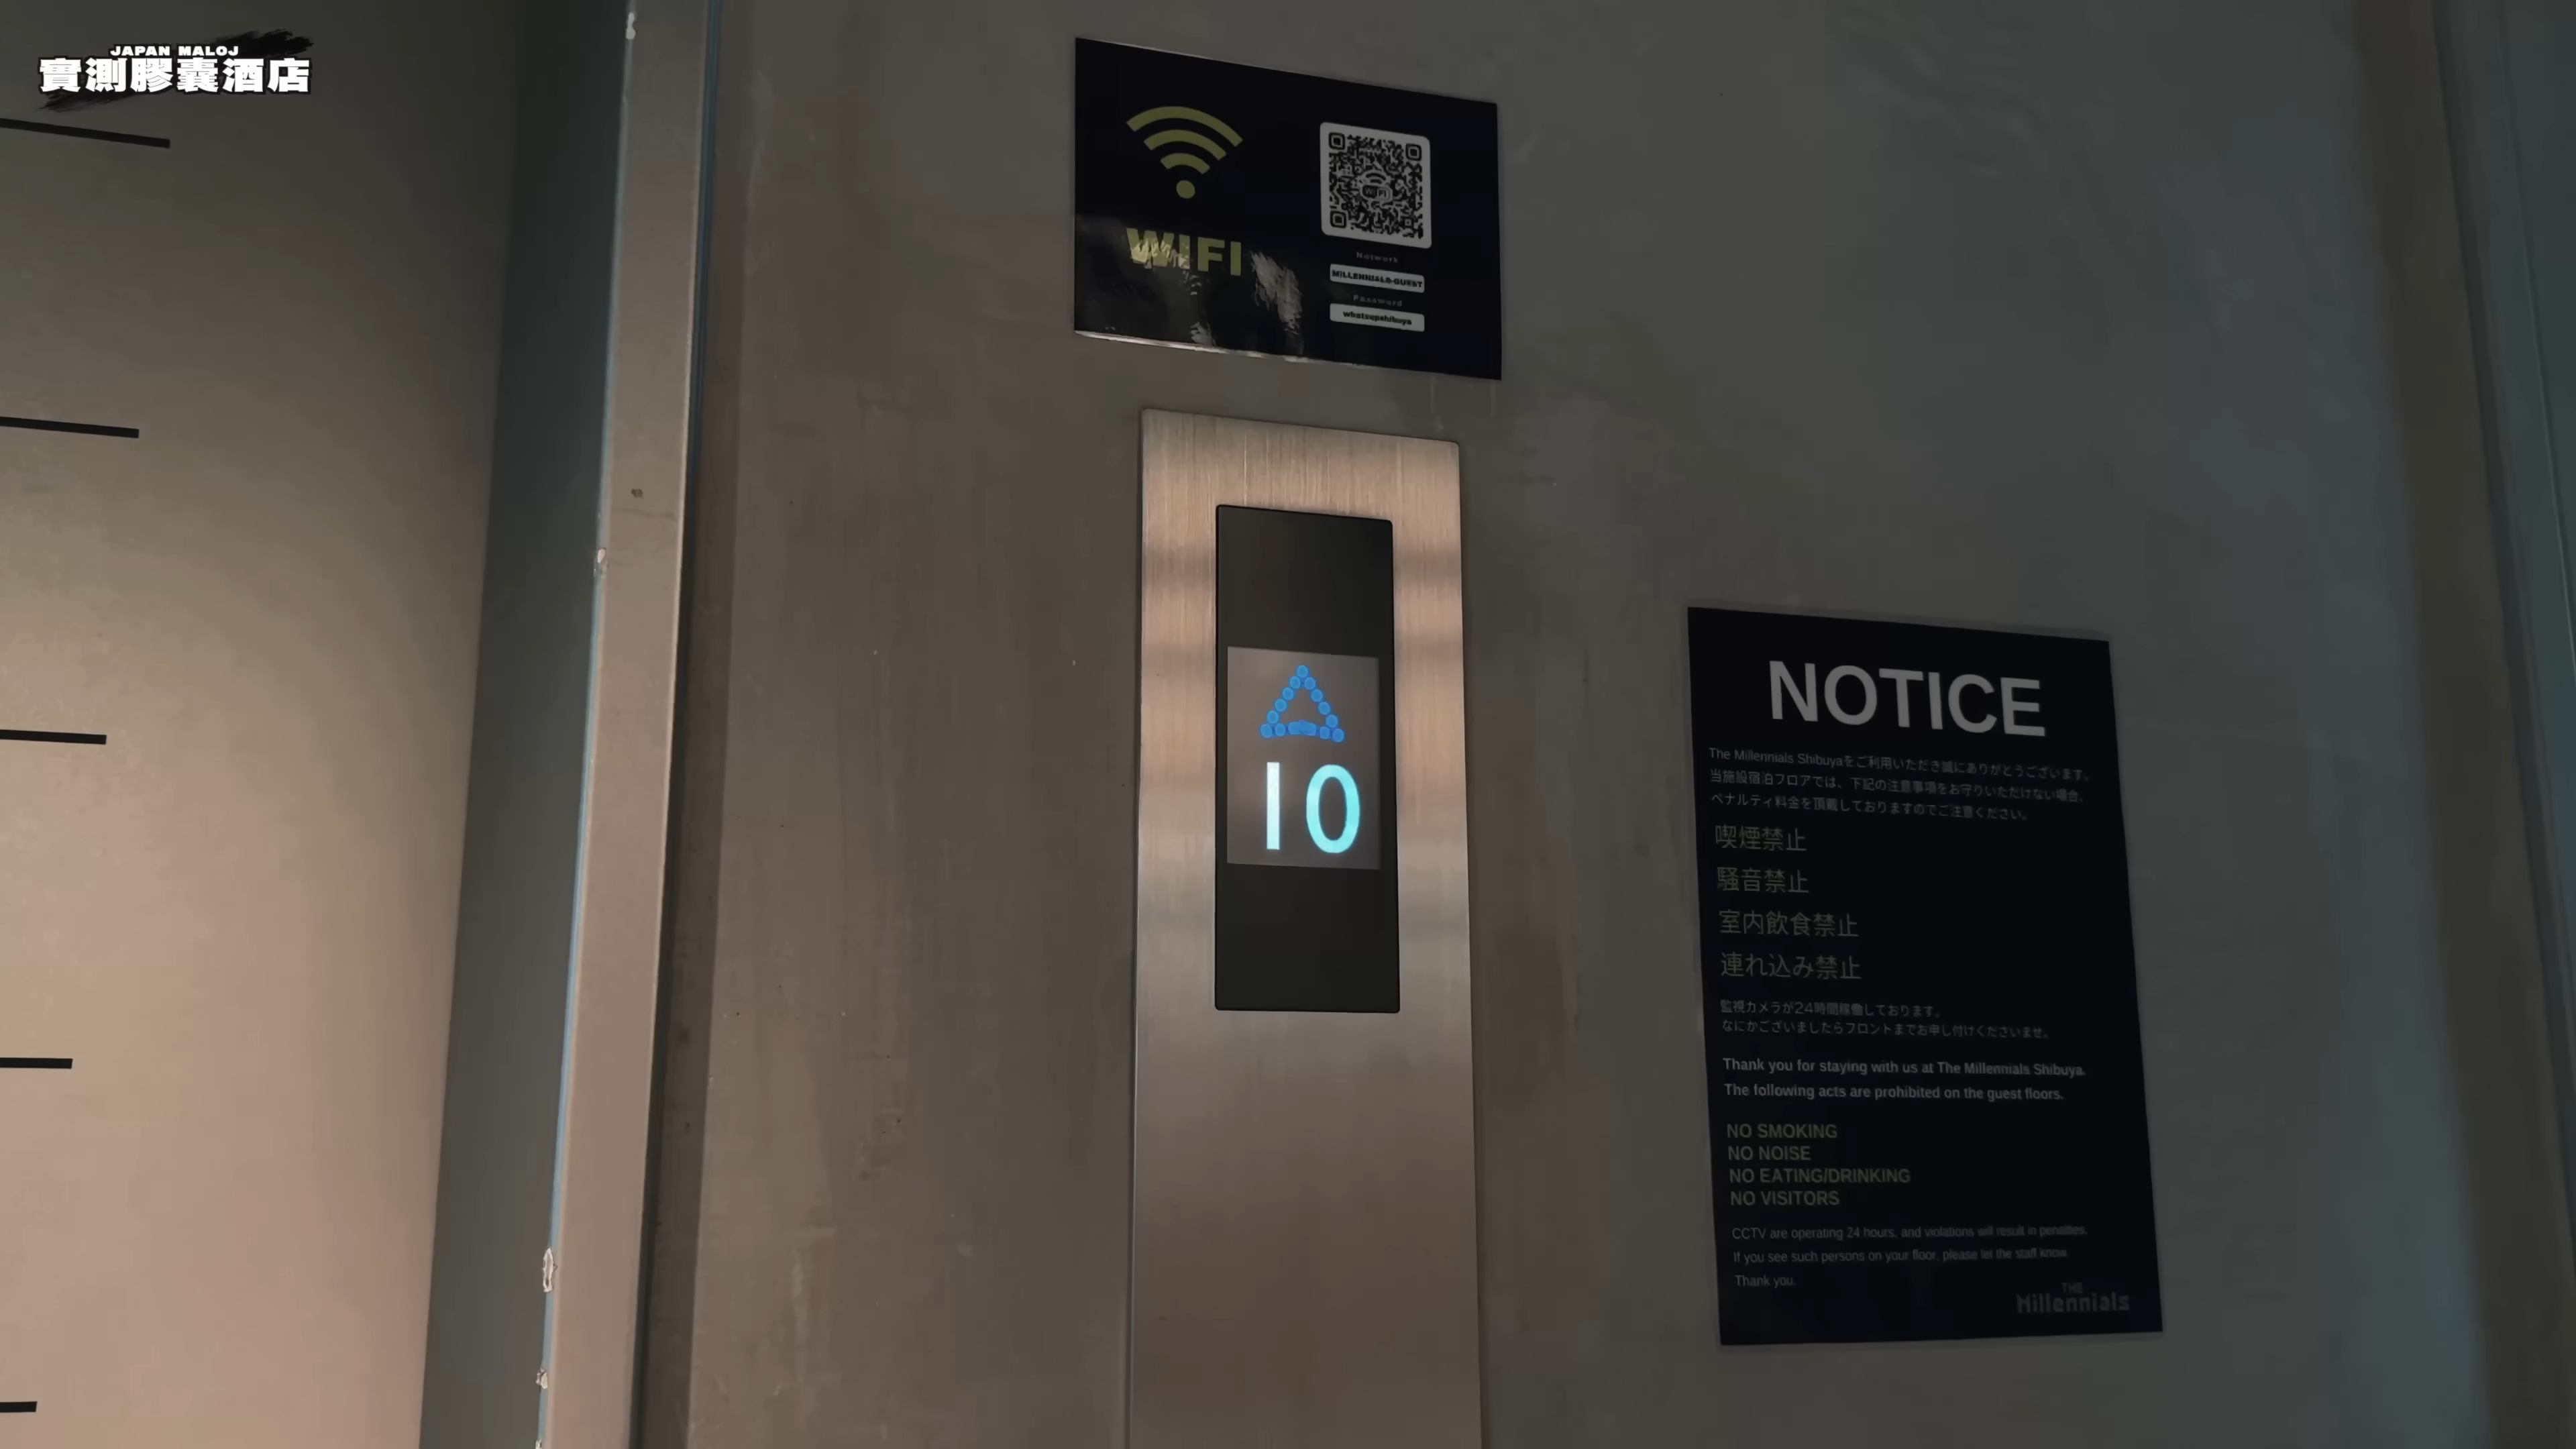 JAPAN MALOJ
實測膠囊酒店
WIFI
Network
MILLENNIALS-GUEST
Password
whatsupshibuya
10
NOTICE
The Millennials Shibuyaをご利用いただき誠にありがとうございます。
当施設宿泊フロアでは、下記の注意事項をお守りいただけない場合、
ペナルティ料金を頂戴しておりますのでご注意ください。
喫煙禁止
騒音禁止
室内飲食禁止
連れ込み禁止
監視カメラが24時間稼働しております。
なにかございましたらフロントまでお申し付けくださいませ。
Thank you for staying with us at The Millennials Shibuya.
The following acts are prohibited on the guest floors.
NO SMOKING
NO NOISE
NO EATING/DRINKING
NO VISITORS
CCTV are operating 24 hours, and violations will result in penalties.
If you see such persons on your floor, please let the staff know.
Thank you.
THE
Millennials